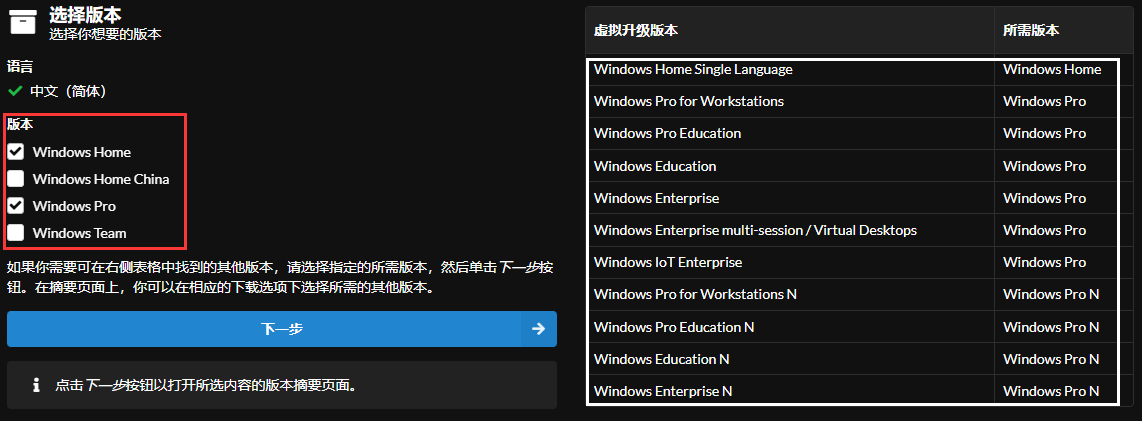 选择版本
选择你想要的版本
语言
中文（简体）
版本
Windows Home
Windows Home China
Windows Pro
Windows Team
如果你需要可在右侧表格中找到的其他版本，请选择指定的所需版本，然后单击下一步按
钮。在摘要页面上，你可以在相应的下载选项下选择所需的其他版本。
下一步
点击下一步按钮以打开所选内容的版本摘要页面。
虚拟升级版本 所需版本
Windows Home Single Language Windows Home
Windows Pro for Workstations Windows Pro
Windows Pro Education Windows Pro
Windows Education Windows Pro
Windows Enterprise Windows Pro
Windows Enterprise multi-session / Virtual Desktops Windows Pro
Windows IoT Enterprise Windows Pro
Windows Pro for Workstations N Windows Pro N
Windows Pro Education N Windows Pro N
Windows Education N Windows Pro N
Windows Enterprise N Windows Pro N